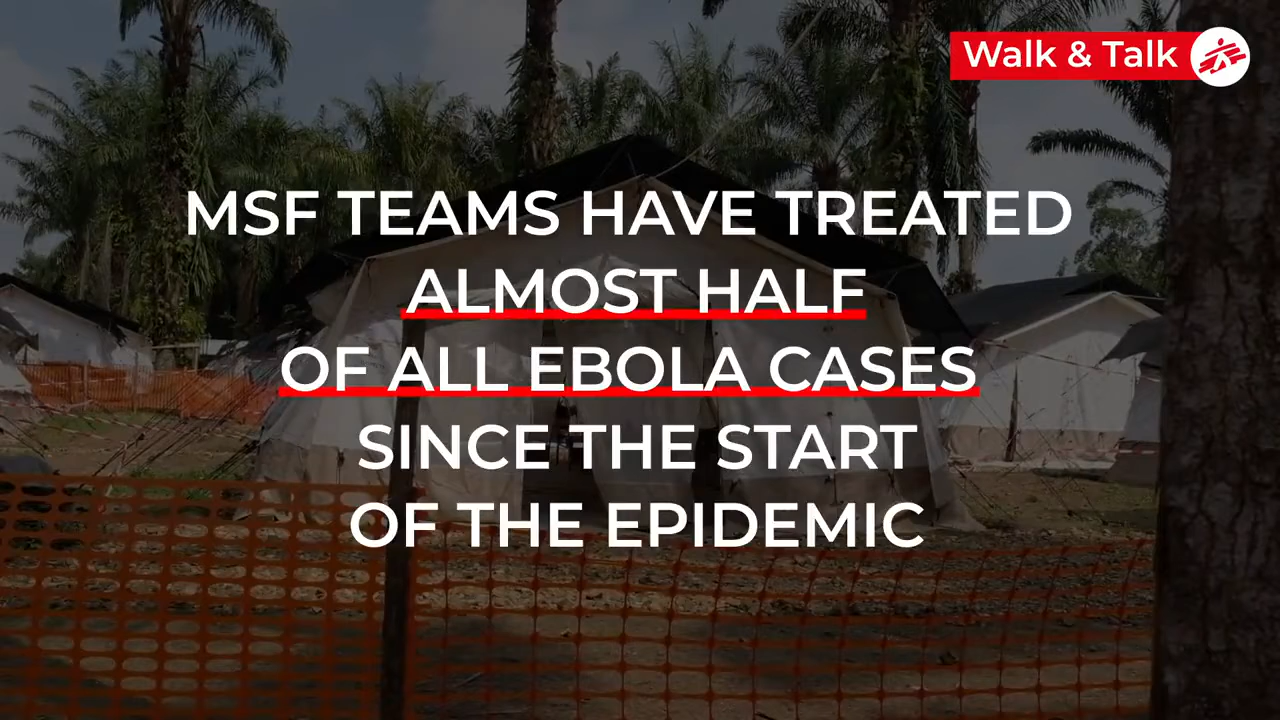 Walk & Talk
MSF TEAMS HAVE TREATED
ALMOST HALF
OF ALL EBOLA CASES
SINCE THE START
OF THE EPIDEMIC